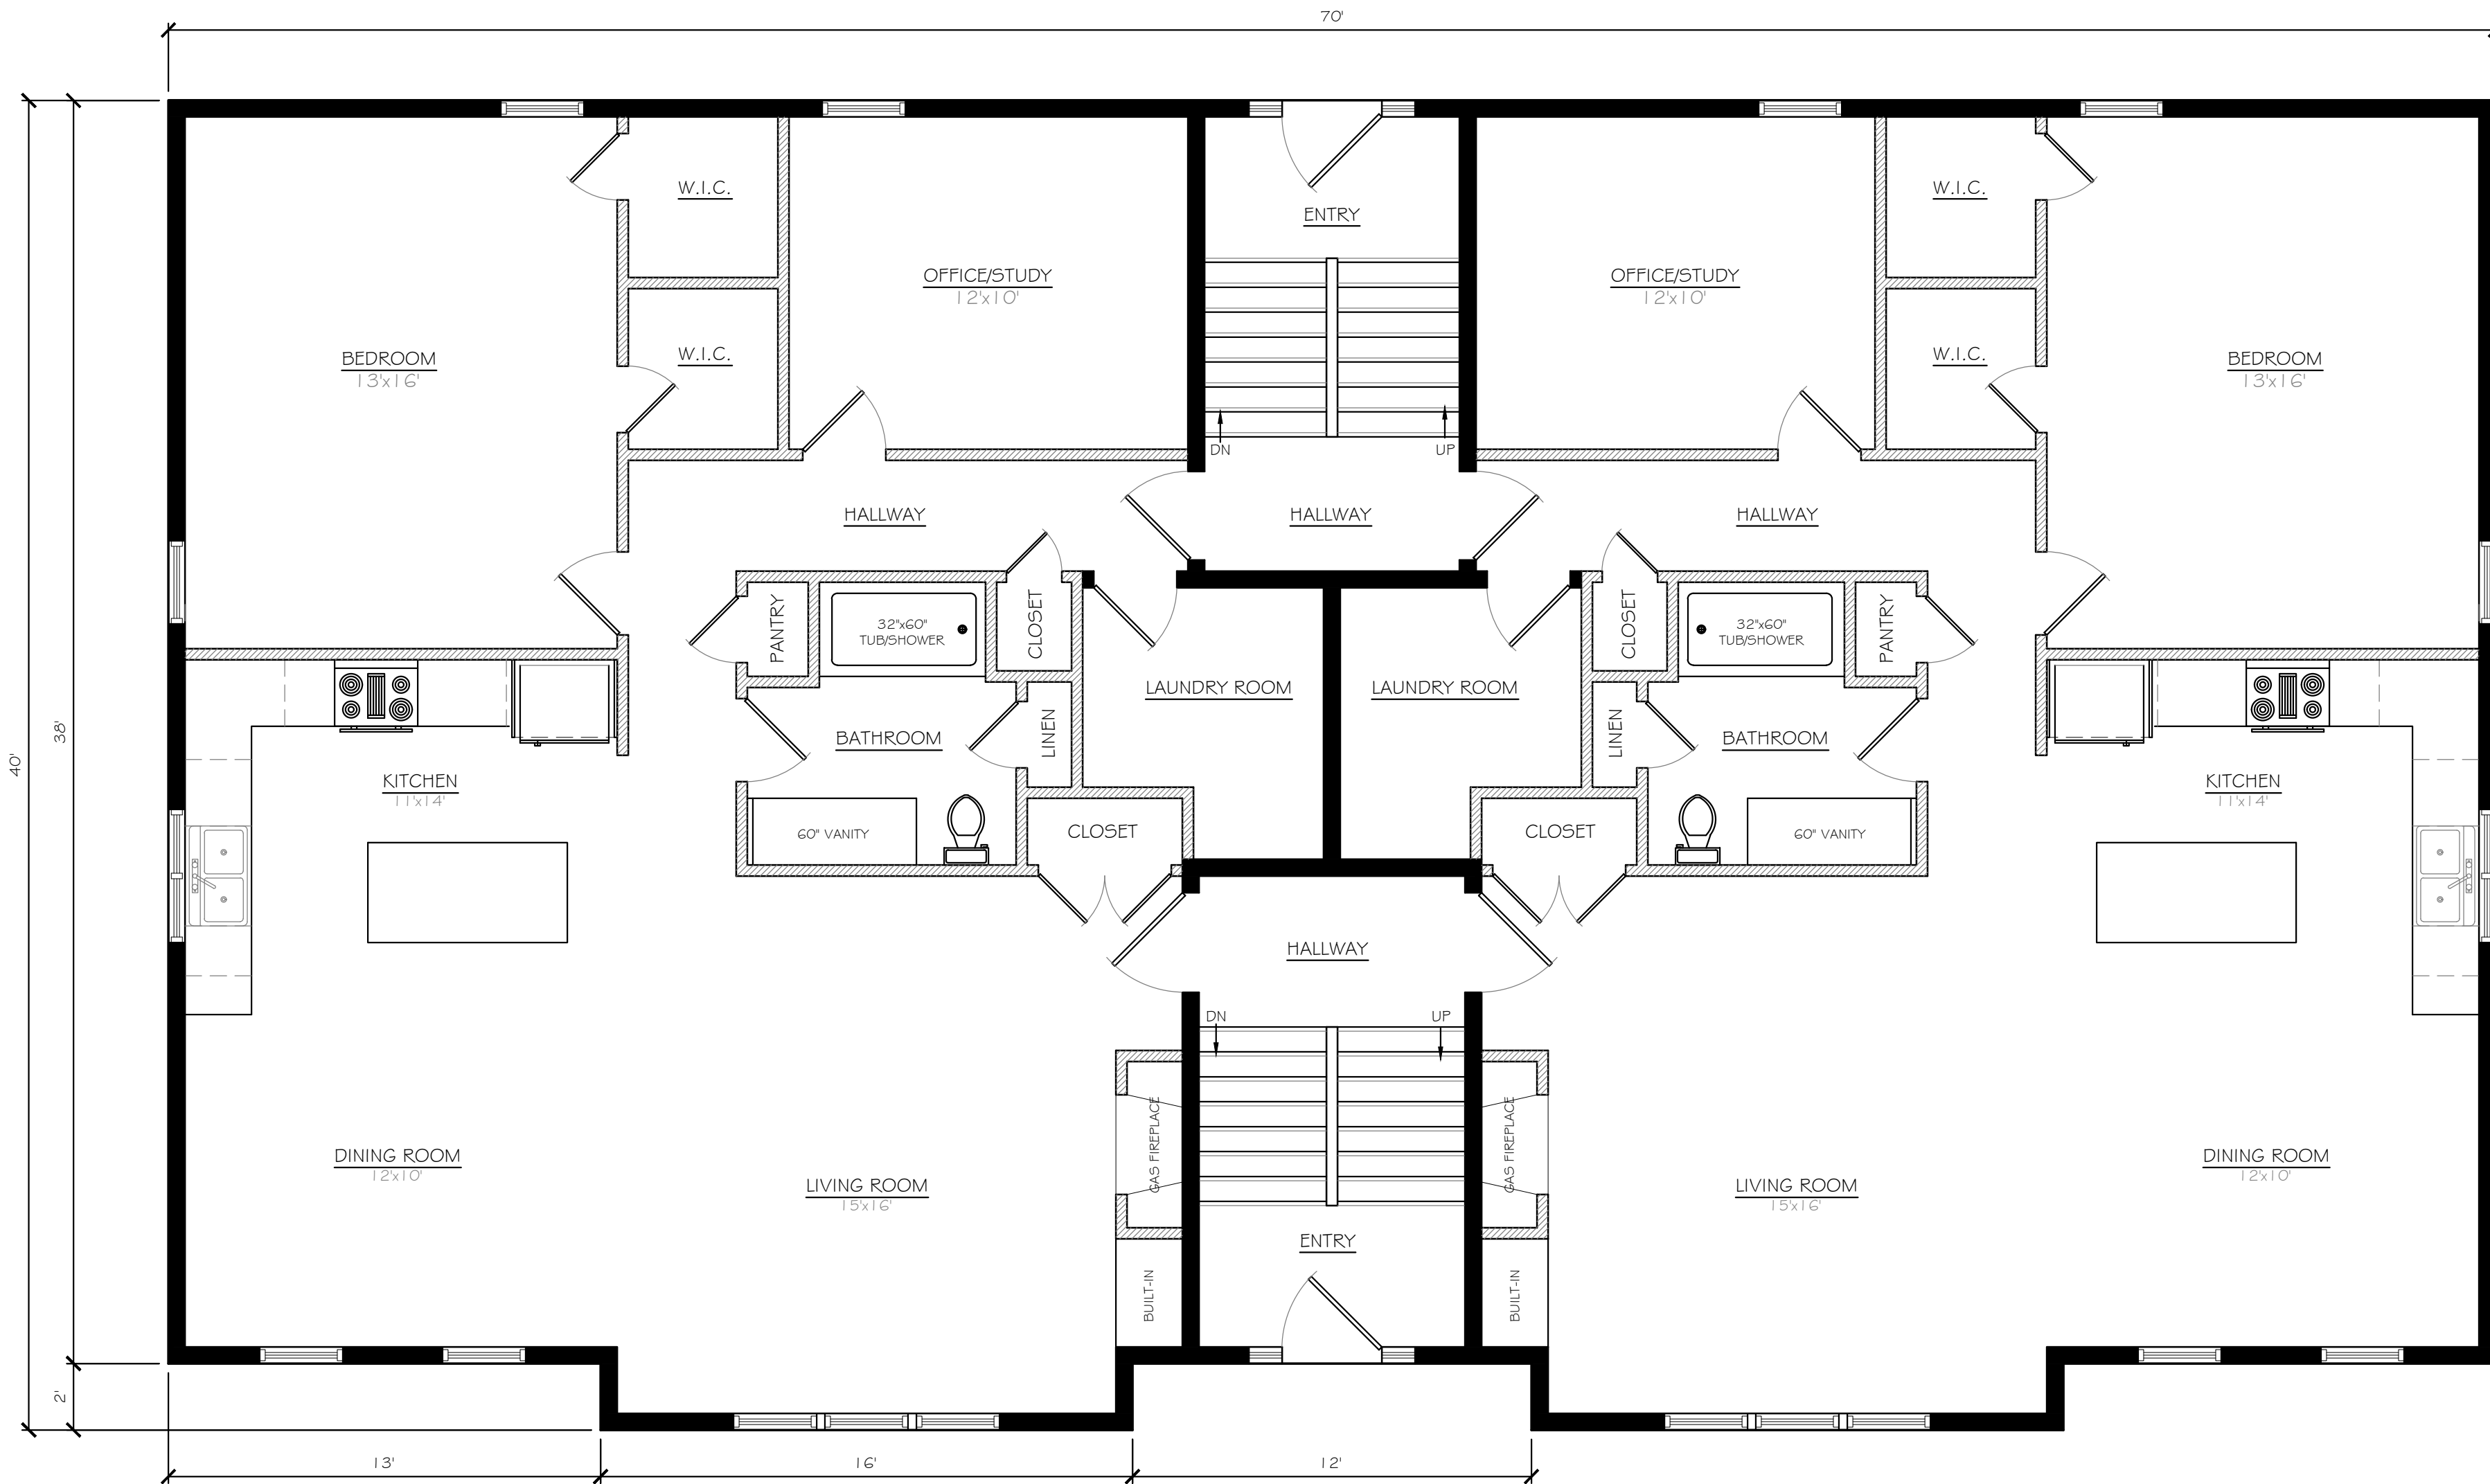 70'
W.I.C.
W.I.C.
ENTRY
OFFICE/STUDY
12'x10'
OFFICE/STUDY
12'x10'
BEDROOM
13'x16'
W.I.C.
W.I.C.
BEDROOM
13'x16'
DN
UP
HALLWAY
HALLWAY
HALLWAY
PANTRY
32"x60"
TUB/SHOWER
CLOSET
CLOSET
32"x60"
TUB/SHOWER
PANTRY
LAUNDRY ROOM
LAUNDRY ROOM
40'
38'
BATHROOM
LINEN
LINEN
BATHROOM
KITCHEN
11'x14'
KITCHEN
11'x14'
60" VANITY
CLOSET
CLOSET
60" VANITY
HALLWAY
DN
UP
GAS FIREPLACE
GAS FIREPLACE
DINING ROOM
12'x10'
DINING ROOM
12'x10'
LIVING ROOM
15'x16'
LIVING ROOM
15'x16'
ENTRY
BUILT-IN
BUILT-IN
2'
13'
16'
12'